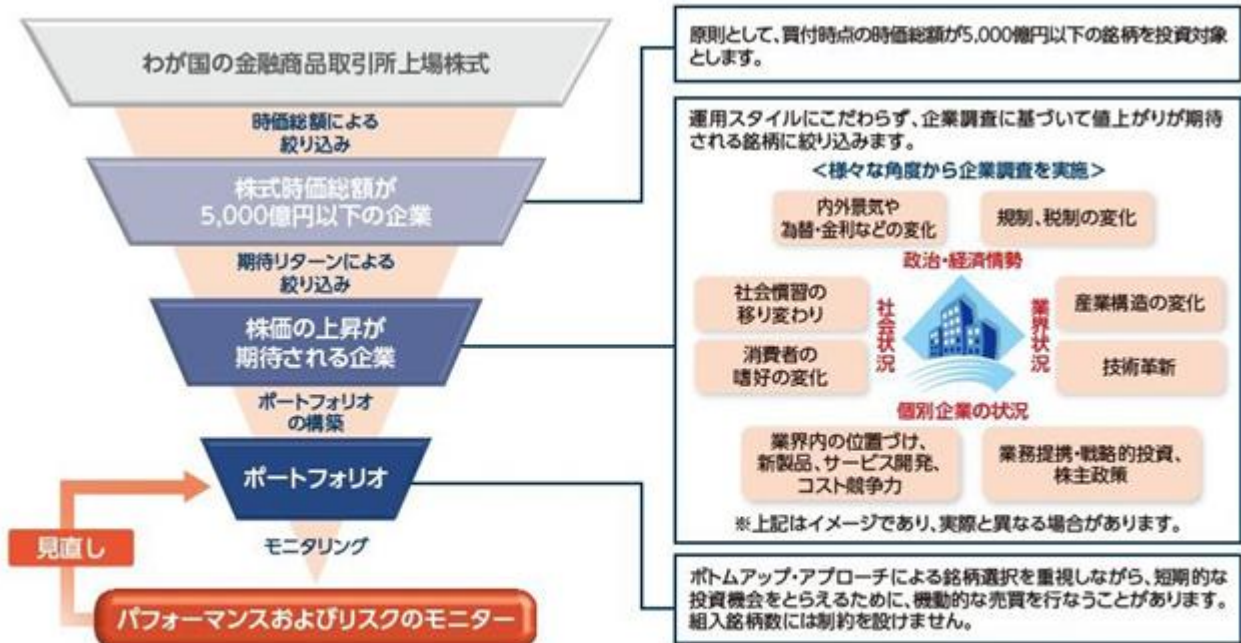 わが国の金融商品取引所上場株式
時価総額による
絞り込み
株式時価総額が
5,000億円以下の企業
期待リターンによる
絞り込み
株価の上昇が
期待される企業
ポートフォリオ
の構築
ポートフォリオ
見直し
モニタリング
パフォーマンスおよびリスクのモニター
原則として、買付時点の時価総額が5,000億円以下の銘柄を投資対象
とします。
運用スタイルにこだわらず、企業調査に基づいて値上がりが期待
される銘柄に絞り込みます。
<様々な角度から企業調査を実施>
内外景気や
為替・金利などの変化
規制、税制の変化
政治・経済情勢
社会慣習の
移り変わり
消費者の
嗜好の変化
社会状況
業界状況
産業構造の変化
技術革新
個別企業の状況
業界内の位置づけ、
新製品、サービス開発、
コスト競争力
業務提携・戦略的投資、
株主政策
※上記はイメージであり、実際と異なる場合があります。
ボトムアップ・アプローチによる銘柄選択を重視しながら、短期的な
投資機会をとらえるために、機動的な売買を行なうことがあります。
組入銘柄数には制約を設けません。